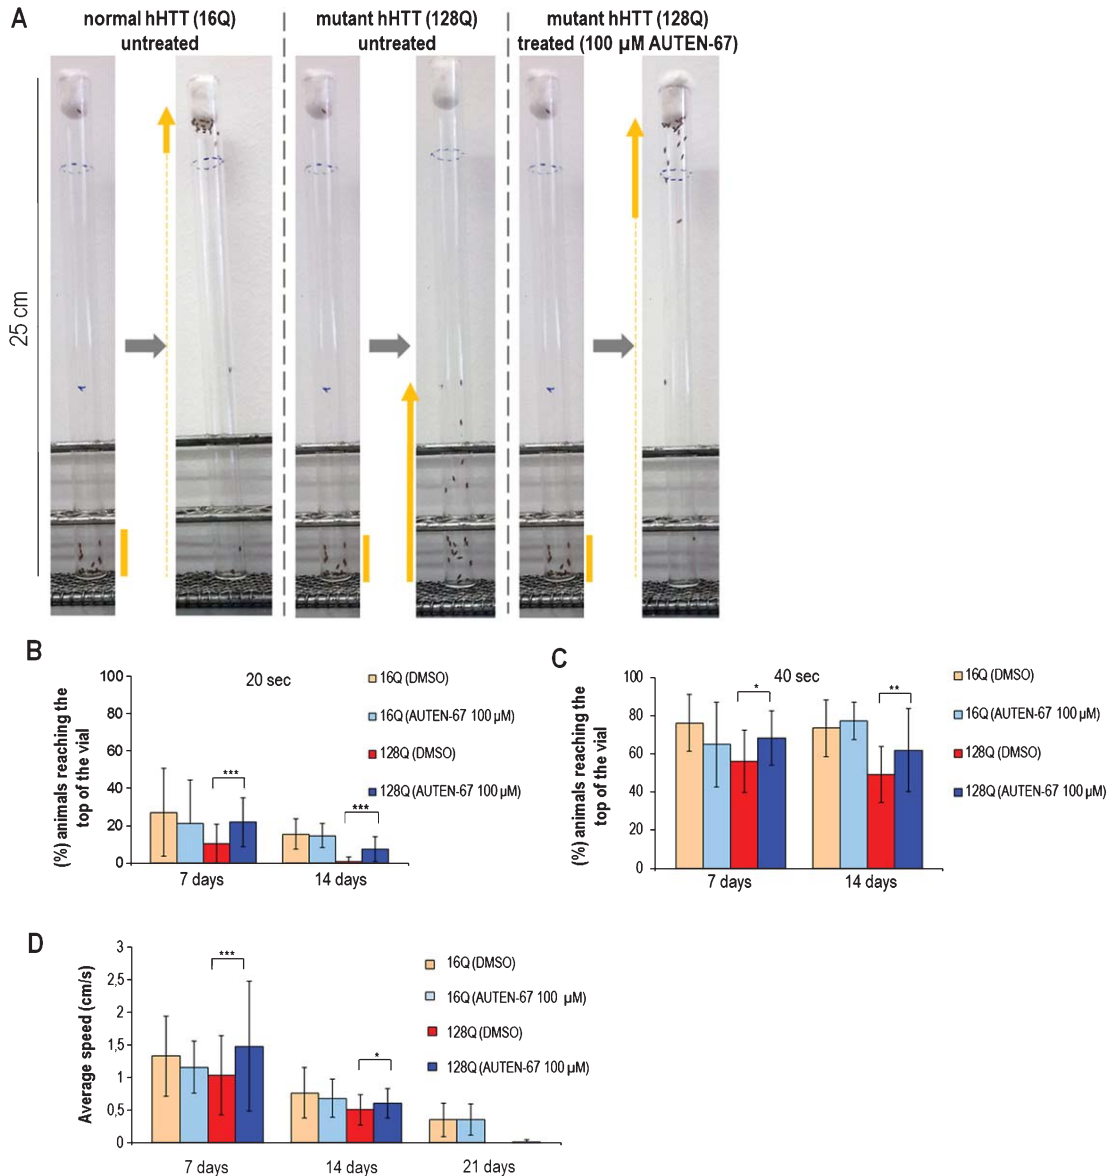 A
normal hHTT (16Q)
untreated
mutant hHTT (128Q)
untreated
mutant hHTT (128Q)
treated (100 µM AUTEN-67)
25 cm
B
20 sec
(%) animals reaching the
top of the vial
100
80
60
40
20
0
***
***
7 days
14 days
16Q (DMSO)
16Q (AUTEN-67 100 µM)
128Q (DMSO)
128Q (AUTEN-67 100 µM)
C
40 sec
(%) animals reaching the
top of the vial
100
80
60
40
20
0
*
**
7 days
14 days
16Q (DMSO)
16Q (AUTEN-67 100 µM)
128Q (DMSO)
128Q (AUTEN-67 100 µM)
D
Average speed (cm/s)
3
2,5
2
1,5
1
0,5
0
***
*
7 days
14 days
21 days
16Q (DMSO)
16Q (AUTEN-67 100 µM)
128Q (DMSO)
128Q (AUTEN-67 100 µM)